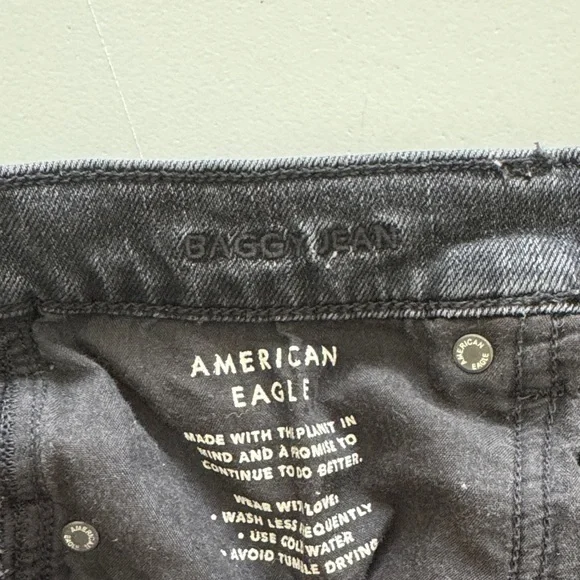 BAGGY JEAN
AMERICAN
EAGLE
MADE WITH THE PLANET IN
MIND AND A PROMISE TO
CONTINUE TO DO BETTER.
WEAR WITH LOVE:
• WASH LESS FREQUENTLY
• USE COLD WATER
• AVOID TUMBLE DRYING
AMERICAN
EAGLE
AMERICAN